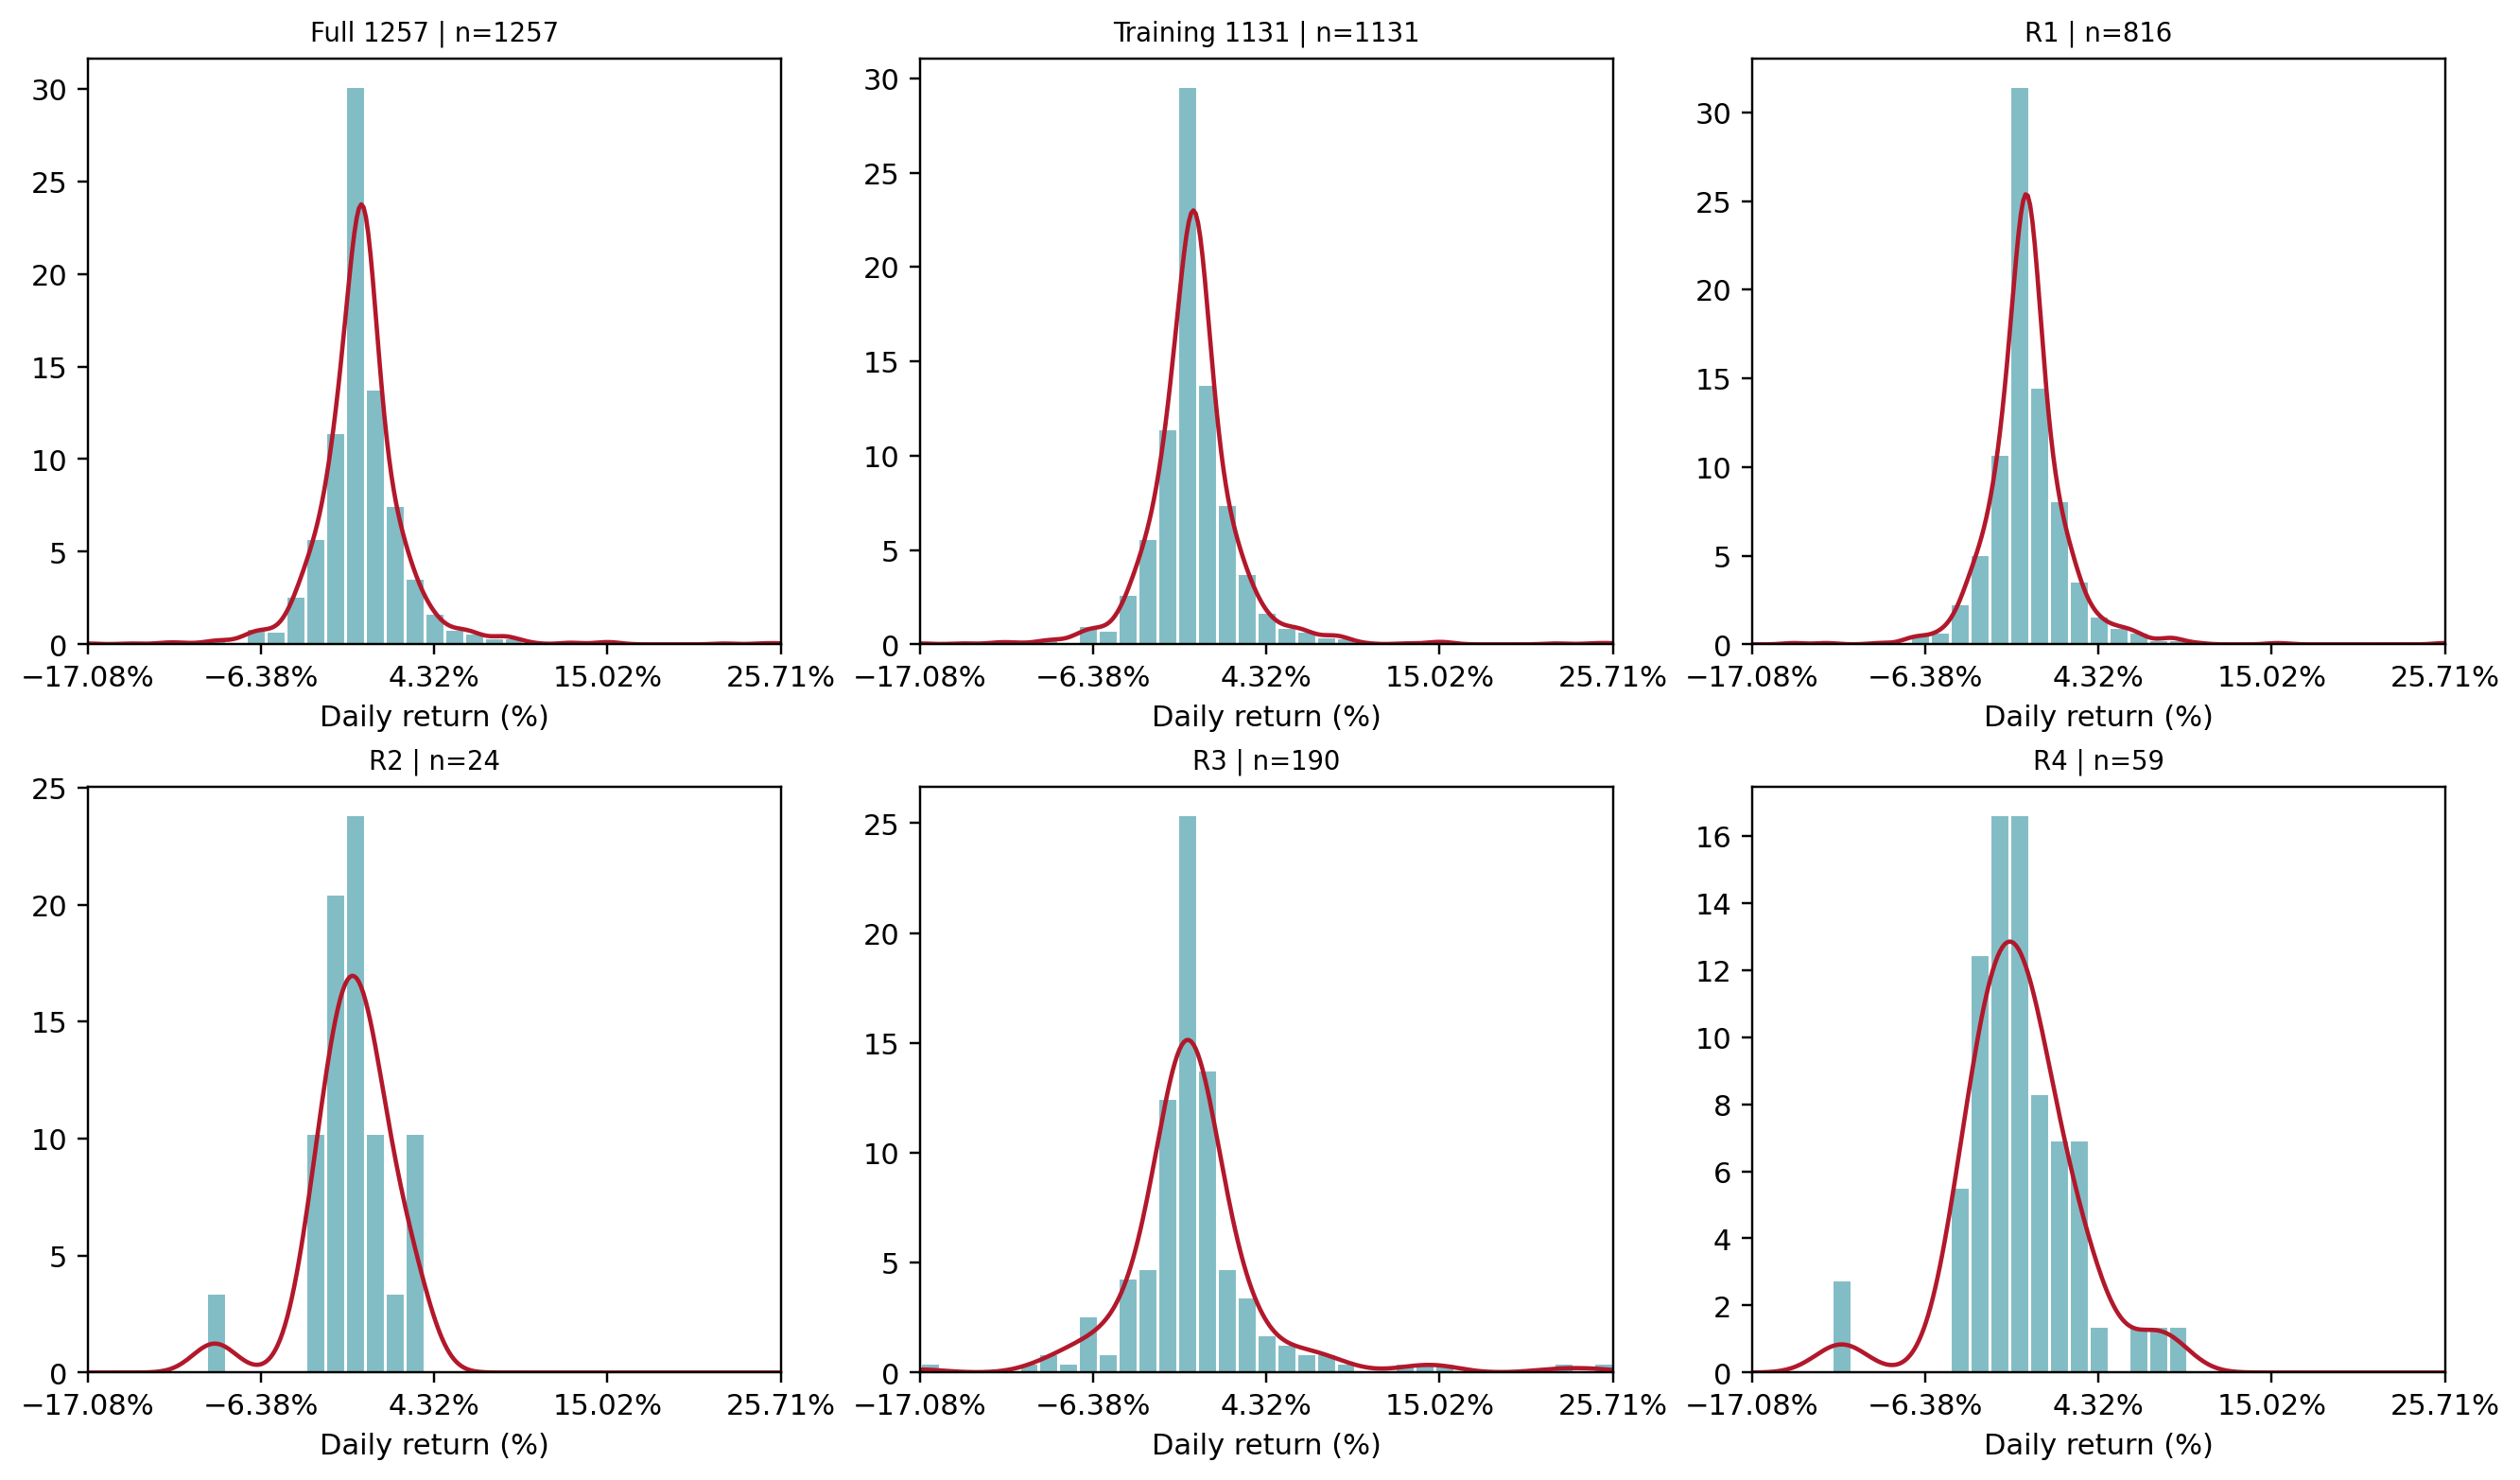 Full 1257 | n=1257
Training 1131 | n=1131
R1 | n=816
30
25
20
15
10
5
0
−17.08% −6.38% 4.32% 15.02% 25.71%
Daily return (%)
30
25
20
15
10
5
0
−17.08% −6.38% 4.32% 15.02% 25.71%
Daily return (%)
30
25
20
15
10
5
0
−17.08% −6.38% 4.32% 15.02% 25.71%
Daily return (%)
R2 | n=24
R3 | n=190
R4 | n=59
25
20
15
10
5
0
−17.08% −6.38% 4.32% 15.02% 25.71%
Daily return (%)
25
20
15
10
5
0
−17.08% −6.38% 4.32% 15.02% 25.71%
Daily return (%)
16
14
12
10
8
6
4
2
0
−17.08% −6.38% 4.32% 15.02% 25.71%
Daily return (%)